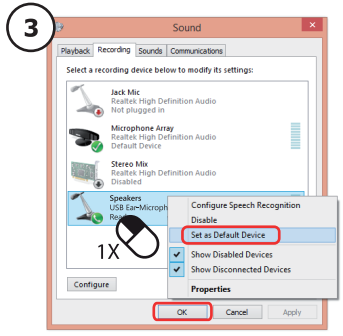 3
Sound
Playback Recording Sounds Communications
Select a recording device below to modify its settings:
Jack Mic
Realtek High Definition Audio
Not plugged in
Microphone Array
Realtek High Definition Audio
Default Device
Stereo Mix
Realtek High Definition Audio
Disabled
Speakers
USB Ear-Microph
Configure Speech Recognition
Disable
Set as Default Device
Show Disabled Devices
Show Disconnected Devices
Properties
1X
Configure
OK Cancel Apply